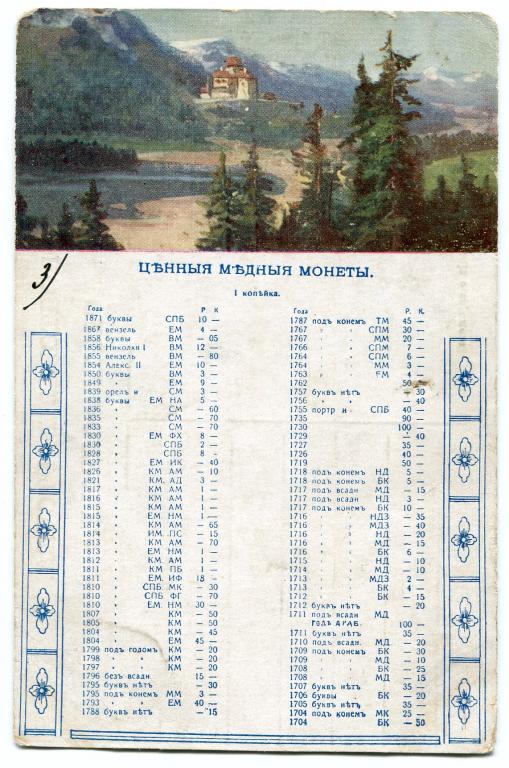 3)
ЦѢННЫЯ МѢДНЫЯ МОНЕТЫ.
1 копѣйка.
Года Р К
1871 буквы СПБ 10 —
1867 вензель ЕМ 4 —
1858 буквы ВМ — 05
1856 Николая I ВМ 12 —
1855 вензель ВМ — 80
1854 Алекс. II ЕМ 10 —
1850 буквы ВМ 3 —
1849 " ЕМ 9 —
1839 орелъ и СМ 3 —
1838 буквы ЕМ НА 5 —
1836 " СМ — 60
1835 " СМ — 70
1833 " СМ — 70
1830 " ЕМ ФХ 8 —
1830 " СПБ 2 —
1828 " СПБ 8 —
1827 " ЕМ ИК — 40
1826 " КМ АМ — 10
1821 " КМ. АД 3 —
1817 " КМ АМ 1 —
1816 " КМ АМ 1 —
1815 " КМ АМ 1 —
1815 " ЕМ НМ 1 —
1814 " КМ АМ — 65
1814 " ИМ ПС — 15
1813 " КМ АМ — 70
1813 " ЕМ НМ 1 —
1812 " КМ АМ 1 —
1811 " КМ ПБ 1 —
1811 " ЕМ. ИФ 18 —
1810 " СПБ МК — 30
1810 " СПБ ФГ — 70
1810 " ЕМ НМ 30 —
1807 " КМ — 50
1805 " КМ — 50
1804 " КМ — 45
1804 " ЕМ 45 —
1799 подъ годомъ КМ — 20
1798 " " КМ — 20
1797 " " КМ — 20
1796 безъ всадн. 15 —
1795 буквъ нѣтъ — 30
1795 подъ конемъ ММ 3 —
1793 " ЕМ 40 —
1788 буквъ нѣтъ — 15
Года Р. К.
1787 подъ конемъ ТМ 45 —
1767 " " СПМ 30 —
1767 " " ММ 20 —
1766 " " СПМ 7 —
1764 " " СПМ 6 —
1764 " " ММ 3 —
1763 " " ЕМ 4 —
1762 50 —
1757 буквъ нѣтъ — 30
1756 " " — 40
1755 портр и СПБ 40 —
1735 90 —
1730 100 —
1729 — 40
1727 35 —
1726 40 —
1719 50 —
1718 подъ конемъ НД 5 —
1718 подъ конемъ БК 5 —
1717 подъ всадн МД — 15
1717 подъ всадн НД 3 —
1717 подъ конемъ БК 10 —
1716 " " НДЗ — 35
1716 " " МДЗ — 40
1716 " " НД — 20
1716 " " МД — 15
1716 " " БК 6 —
1715 " " НД — 10
1714 " " МД — 10
1713 " " МДЗ 2 —
1713 " " БК 4 —
1712 " " БК — 15
1712 буквъ нѣтъ — 20
1711 подъ всадн МД
ГОДЪ АРАБ. 100 —
1711 буквъ нѣтъ 35 —
1710 подъ всадн. МД — 20
1709 подъ конемъ БК — 30
1709 " " МД — 10
1708 " " БК — 25
1708 " " МД — 15
1707 буквъ нѣтъ 35 —
1706 буквы БК — 20
1705 буквъ нѣтъ 35 —
1704 подъ конемъ МК 25 —
1704 БК — 50